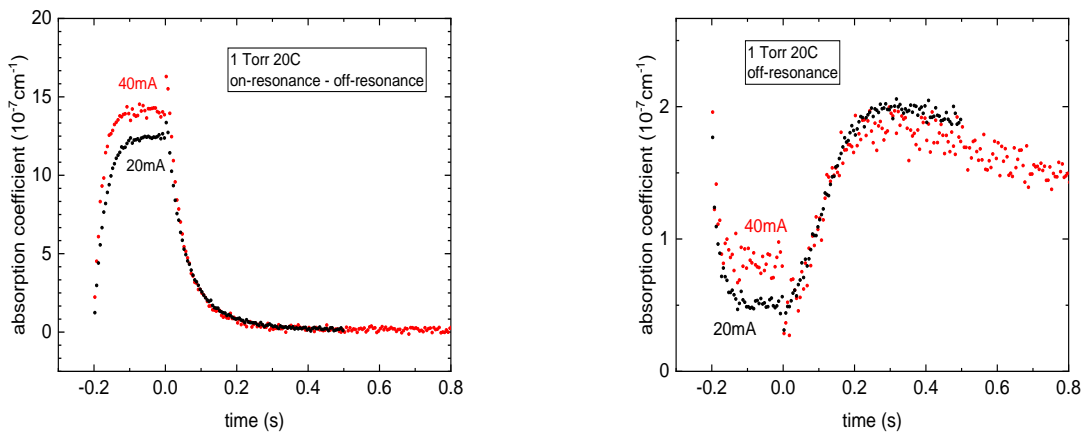 20
15
10
5
0
absorption coefficient (10⁻⁷cm⁻¹)
1 Torr 20C
on-resonance - off-resonance
40mA
20mA
-0.2 0.0 0.2 0.4 0.6 0.8
time (s)
2
1
0
absorption coefficient (10⁻⁷cm⁻¹)
1 Torr 20C
off-resonance
40mA
20mA
-0.2 0.0 0.2 0.4 0.6 0.8
time (s)